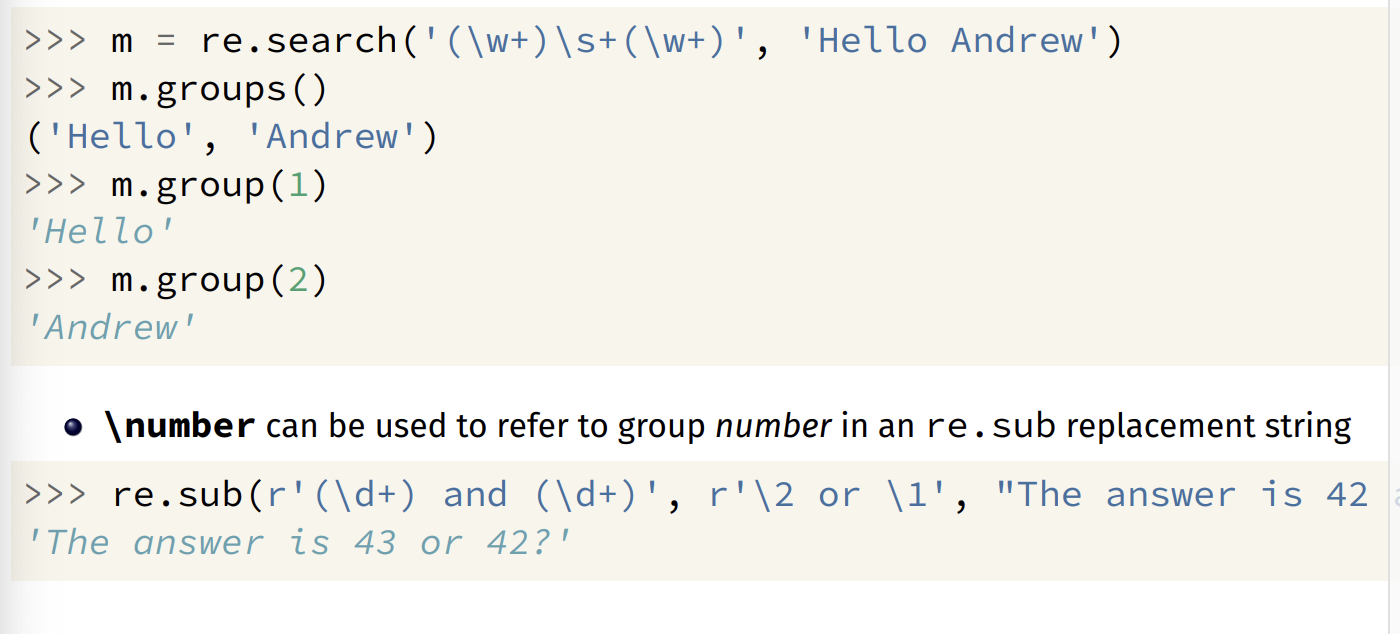 >>> m = re.search('(\w+)\s+(\w+)', 'Hello Andrew')
>>> m.groups()
('Hello', 'Andrew')
>>> m.group(1)
'Hello'
>>> m.group(2)
'Andrew'
\number can be used to refer to group number in an re.sub replacement string
>>> re.sub(r'(\d+) and (\d+)', r'\2 or \1', "The answer is 42
'The answer is 43 or 42?'